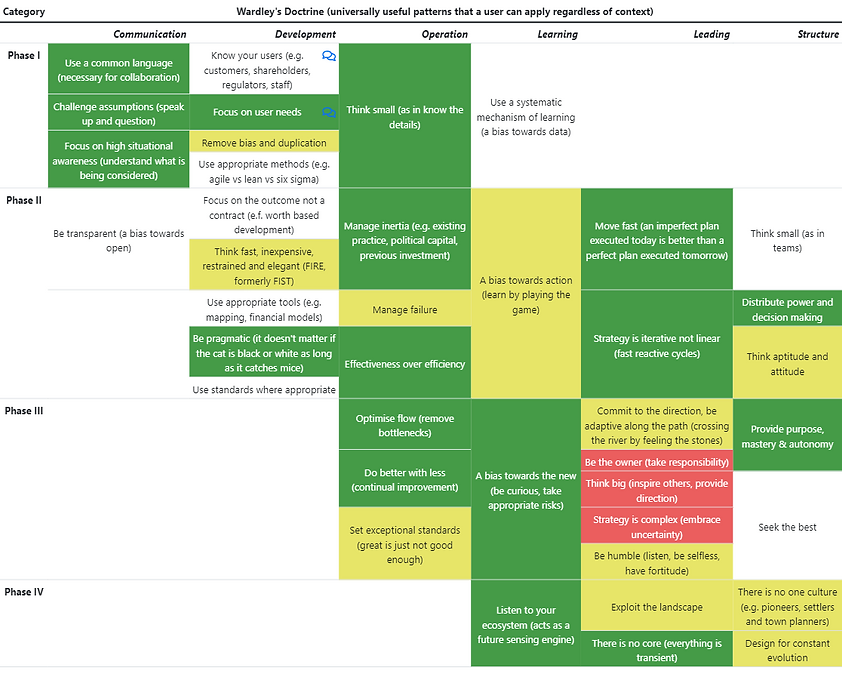 Category
Wardley's Doctrine (universally useful patterns that a user can apply regardless of context)
Communication
Development
Operation
Learning
Leading
Structure
Phase I
Use a common language
(necessary for collaboration)
Challenge assumptions (speak
up and question)
Focus on high situational
awareness (understand what is
being considered)
Know your users (e.g.
customers, shareholders,
regulators, staff)
Focus on user needs
Remove bias and duplication
Use appropriate methods (e.g.
agile vs lean vs six sigma)
Think small (as in know the
details)
Use a systematic
mechanism of learning
(a bias towards data)
Phase II
Be transparent (a bias towards
open)
Focus on the outcome not a
contract (e.f. worth based
development)
Think fast, inexpensive,
restrained and elegant (FIRE,
formerly FIST)
Use appropriate tools (e.g.
mapping, financial models)
Be pragmatic (it doesn't matter if
the cat is black or white as long
as it catches mice)
Use standards where appropriate
Manage inertia (e.g. existing
practice, political capital,
previous investment)
Manage failure
Effectiveness over efficiency
A bias towards action
(learn by playing the
game)
Move fast (an imperfect plan
executed today is better than a
perfect plan executed tomorrow)
Strategy is iterative not linear
(fast reactive cycles)
Think small (as in
teams)
Distribute power and
decision making
Think aptitude and
attitude
Phase III
Optimise flow (remove
bottlenecks)
Do better with less
(continual improvement)
Set exceptional standards
(great is just not good
enough)
A bias towards the new
(be curious, take
appropriate risks)
Commit to the direction, be
adaptive along the path (crossing
the river by feeling the stones)
Be the owner (take responsibility)
Think big (inspire others, provide
direction)
Strategy is complex (embrace
uncertainty)
Be humble (listen, be selfless,
have fortitude)
Provide purpose,
mastery & autonomy
Seek the best
Phase IV
Listen to your
ecosystem (acts as a
future sensing engine)
Exploit the landscape
There is no core (everything is
transient)
There is no one culture
(e.g. pioneers, settlers
and town planners)
Design for constant
evolution